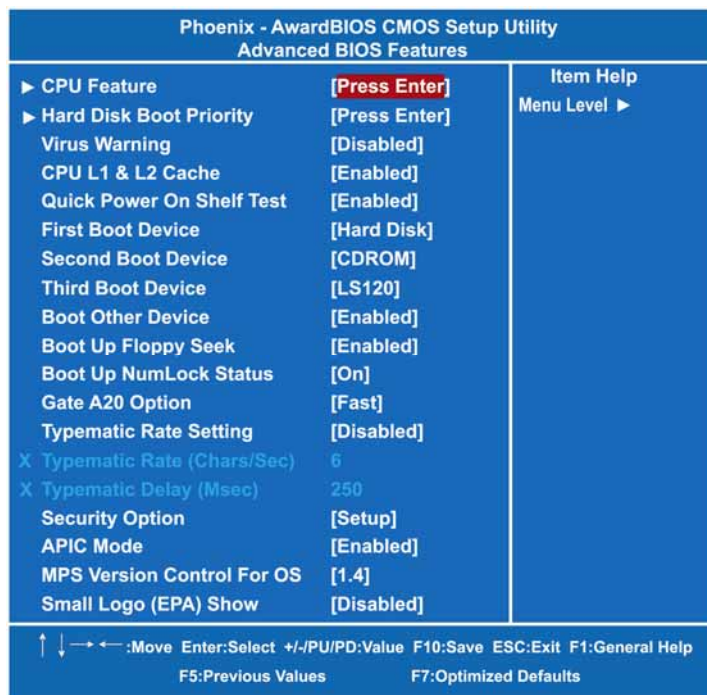 Phoenix - AwardBIOS CMOS Setup Utility
Advanced BIOS Features
► CPU Feature [Press Enter]
► Hard Disk Boot Priority [Press Enter]
Virus Warning [Disabled]
CPU L1 & L2 Cache [Enabled]
Quick Power On Shelf Test [Enabled]
First Boot Device [Hard Disk]
Second Boot Device [CDROM]
Third Boot Device [LS120]
Boot Other Device [Enabled]
Boot Up Floppy Seek [Enabled]
Boot Up NumLock Status [On]
Gate A20 Option [Fast]
Typematic Rate Setting [Disabled]
X Typematic Rate (Chars/Sec) 6
X Typematic Delay (Msec) 250
Security Option [Setup]
APIC Mode [Enabled]
MPS Version Control For OS [1.4]
Small Logo (EPA) Show [Disabled]
Item Help
Menu Level ►
↑ ↓ → ← :Move Enter:Select +/-/PU/PD:Value F10:Save ESC:Exit F1:General Help
F5:Previous Values F7:Optimized Defaults